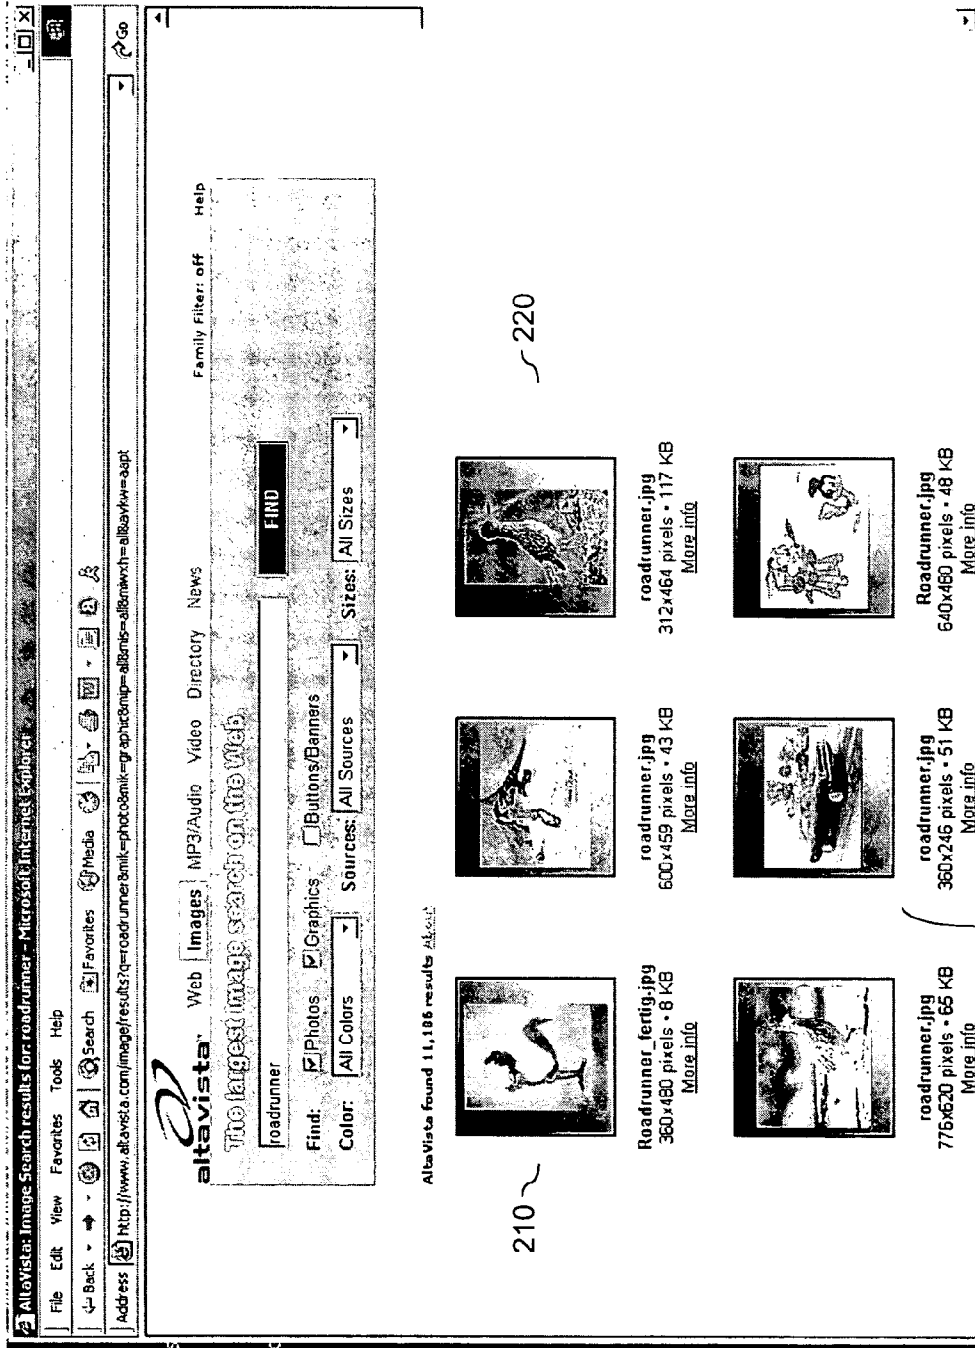 AltaVista: Image Search results for: roadrunner - Microsoft Internet Explorer
File Edit View Favorites Tools Help
Back Search Favorites Media
Address http://www.altavista.com/image/results?q=roadrunner&mik=photo&mik=graphic&mip=all&mis=all&miwxh=all&avkw=aapt Go
altavista™ Web Images MP3/Audio Video Directory News Family Filter: off Help
The largest image search on the Web.
roadrunner FIND
Find: Photos Graphics Buttons/Banners
Color: All Colors Sources: All Sources Sizes: All Sizes
AltaVista found 11,186 results About
210
220
Roadrunner_fertig.jpg roadrunner.jpg roadrunner.jpg
360x480 pixels • 8 KB 600x459 pixels • 43 KB 312x464 pixels • 117 KB
More info More info More info
roadrunner.jpg roadrunner.jpg Roadrunner.jpg
776x620 pixels • 65 KB 360x246 pixels • 51 KB 640x480 pixels • 48 KB
More info More info More info